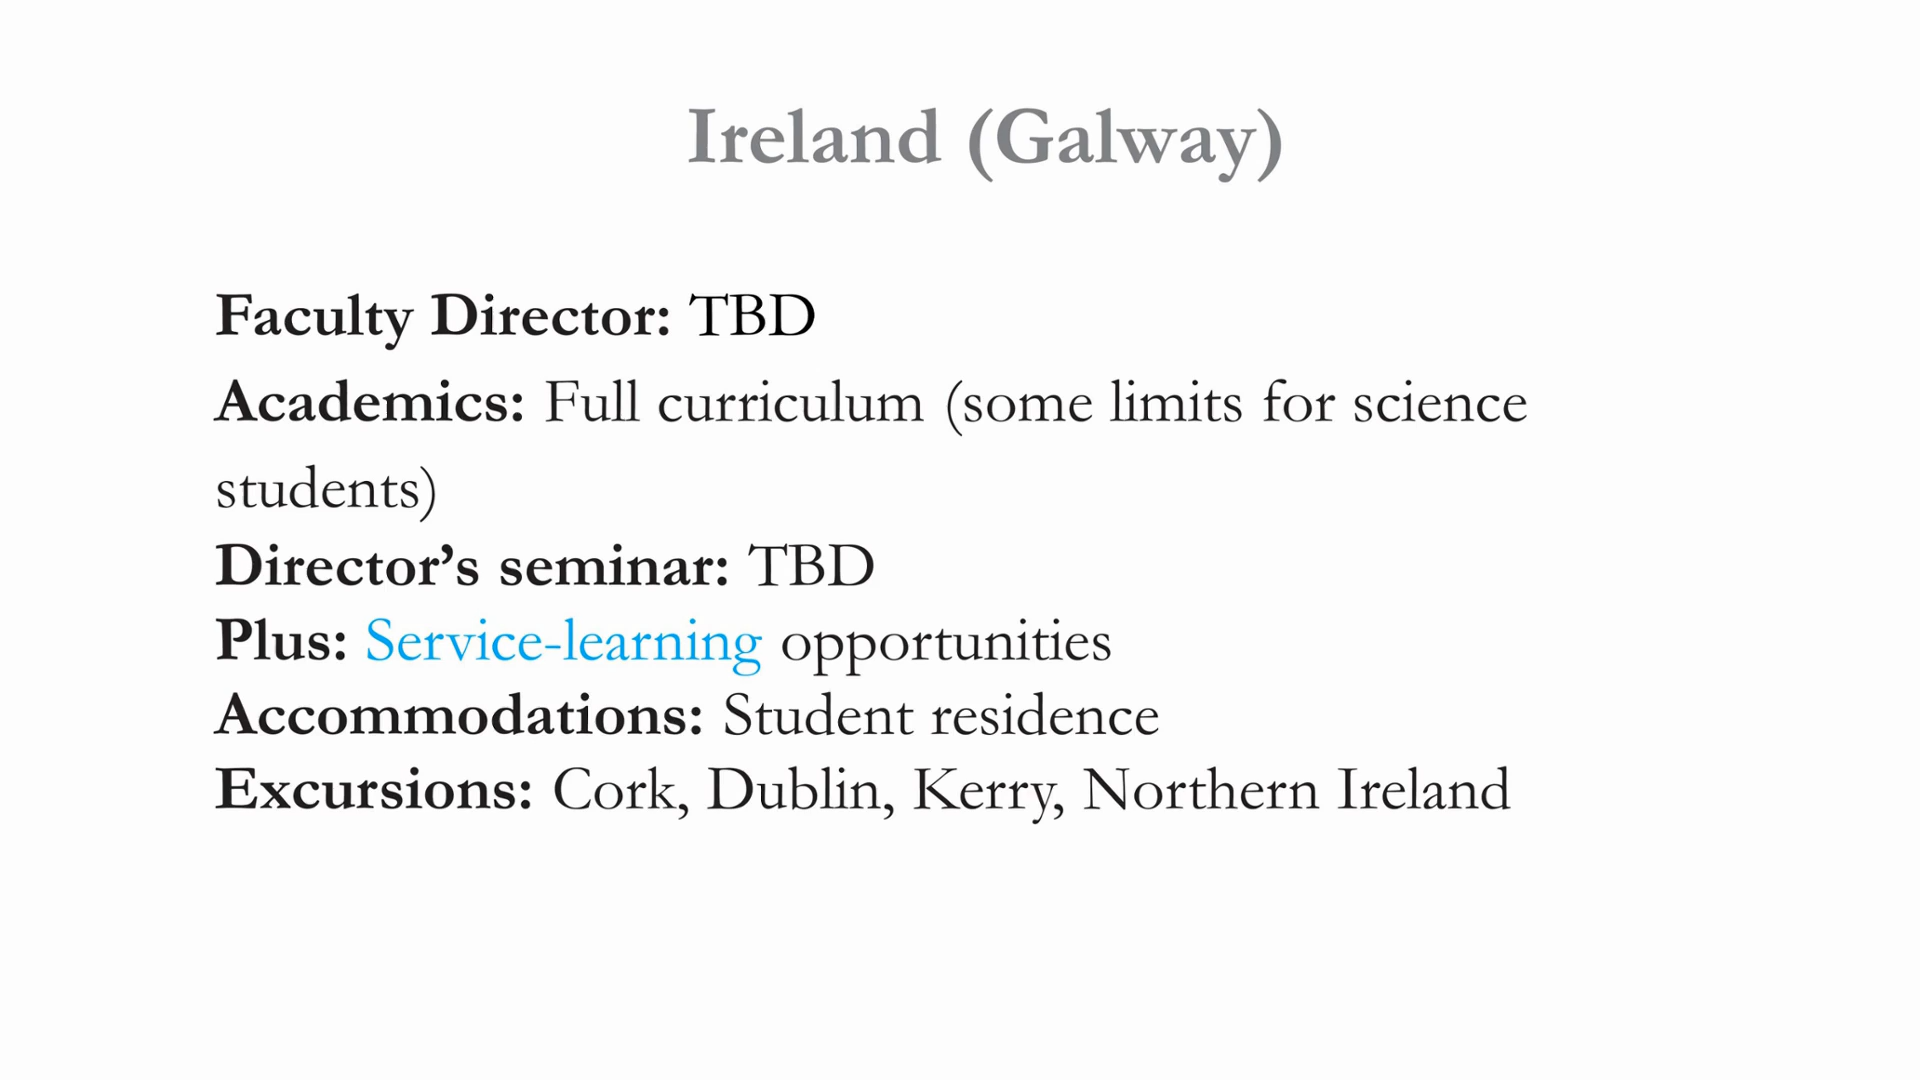 Ireland (Galway)
Faculty Director: TBD
Academics: Full curriculum (some limits for science
students)
Director’s seminar: TBD
Plus: Service-learning opportunities
Accommodations: Student residence
Excursions: Cork, Dublin, Kerry, Northern Ireland